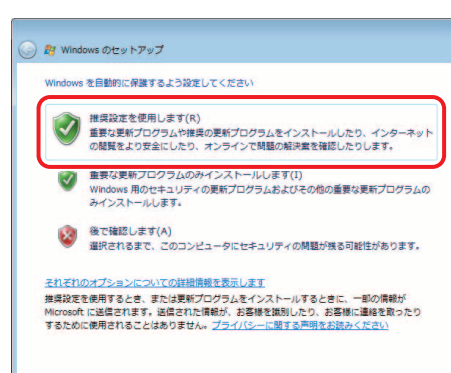 Windows のセットアップ
Windows を自動的に保護するよう設定してください
推奨設定を使用します(R)
重要な更新プログラムや推奨の更新プログラムをインストールしたり、インターネット
の閲覧をより安全にしたり、オンラインで問題の解決策を確認したりします。
重要な更新プログラムのみインストールします(I)
Windows 用のセキュリティの更新プログラムおよびその他の重要な更新プログラムの
みインストールします。
後で確認します(A)
選択されるまで、このコンピュータにセキュリティの問題が残る可能性があります。
それぞれのオプションについての詳細情報を表示します
推奨設定を使用するとき、または更新プログラムをインストールするときに、一部の情報が
Microsoft に送信されます。送信された情報が、お客様を識別したり、お客様に連絡を取ったり
するために使用されることはありません。プライバシーに関する声明をお読みください